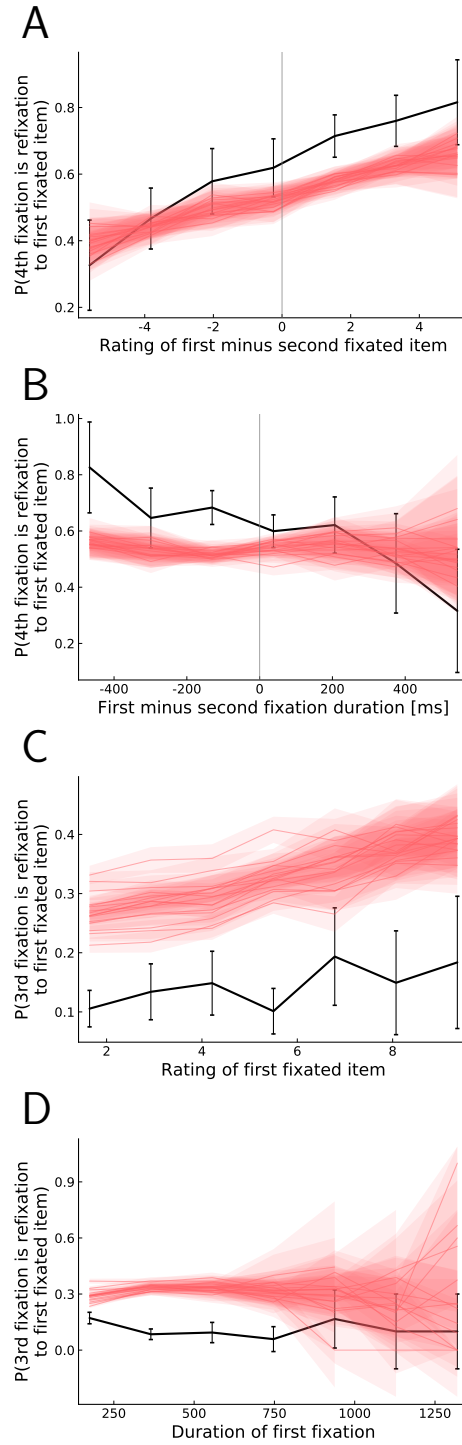 A
P(4th fixation is refixation
to first fixated item)
0.8
0.6
0.4
0.2
-4 -2 0 2 4
Rating of first minus second fixated item
B
P(4th fixation is refixation
to first fixated item)
1.0
0.8
0.6
0.4
0.2
-400 -200 0 200 400
First minus second fixation duration [ms]
C
P(3rd fixation is refixation
to first fixated item)
0.4
0.3
0.2
0.1
2 4 6 8
Rating of first fixated item
D
P(3rd fixation is refixation
to first fixated item)
0.9
0.6
0.3
0.0
250 500 750 1000 1250
Duration of first fixation